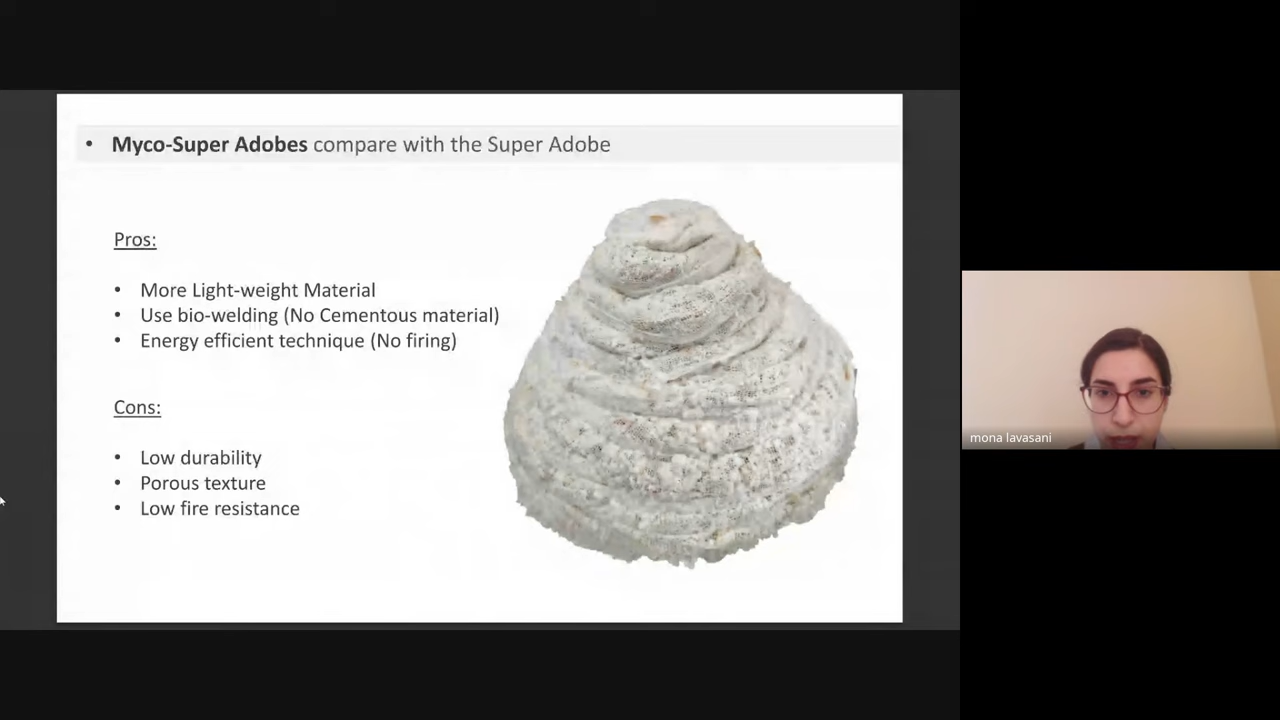 • Myco-Super Adobes compare with the Super Adobe
Pros:
• More Light-weight Material
• Use bio-welding (No Cementous material)
• Energy efficient technique (No firing)
Cons:
• Low durability
• Porous texture
• Low fire resistance
mona lavasani